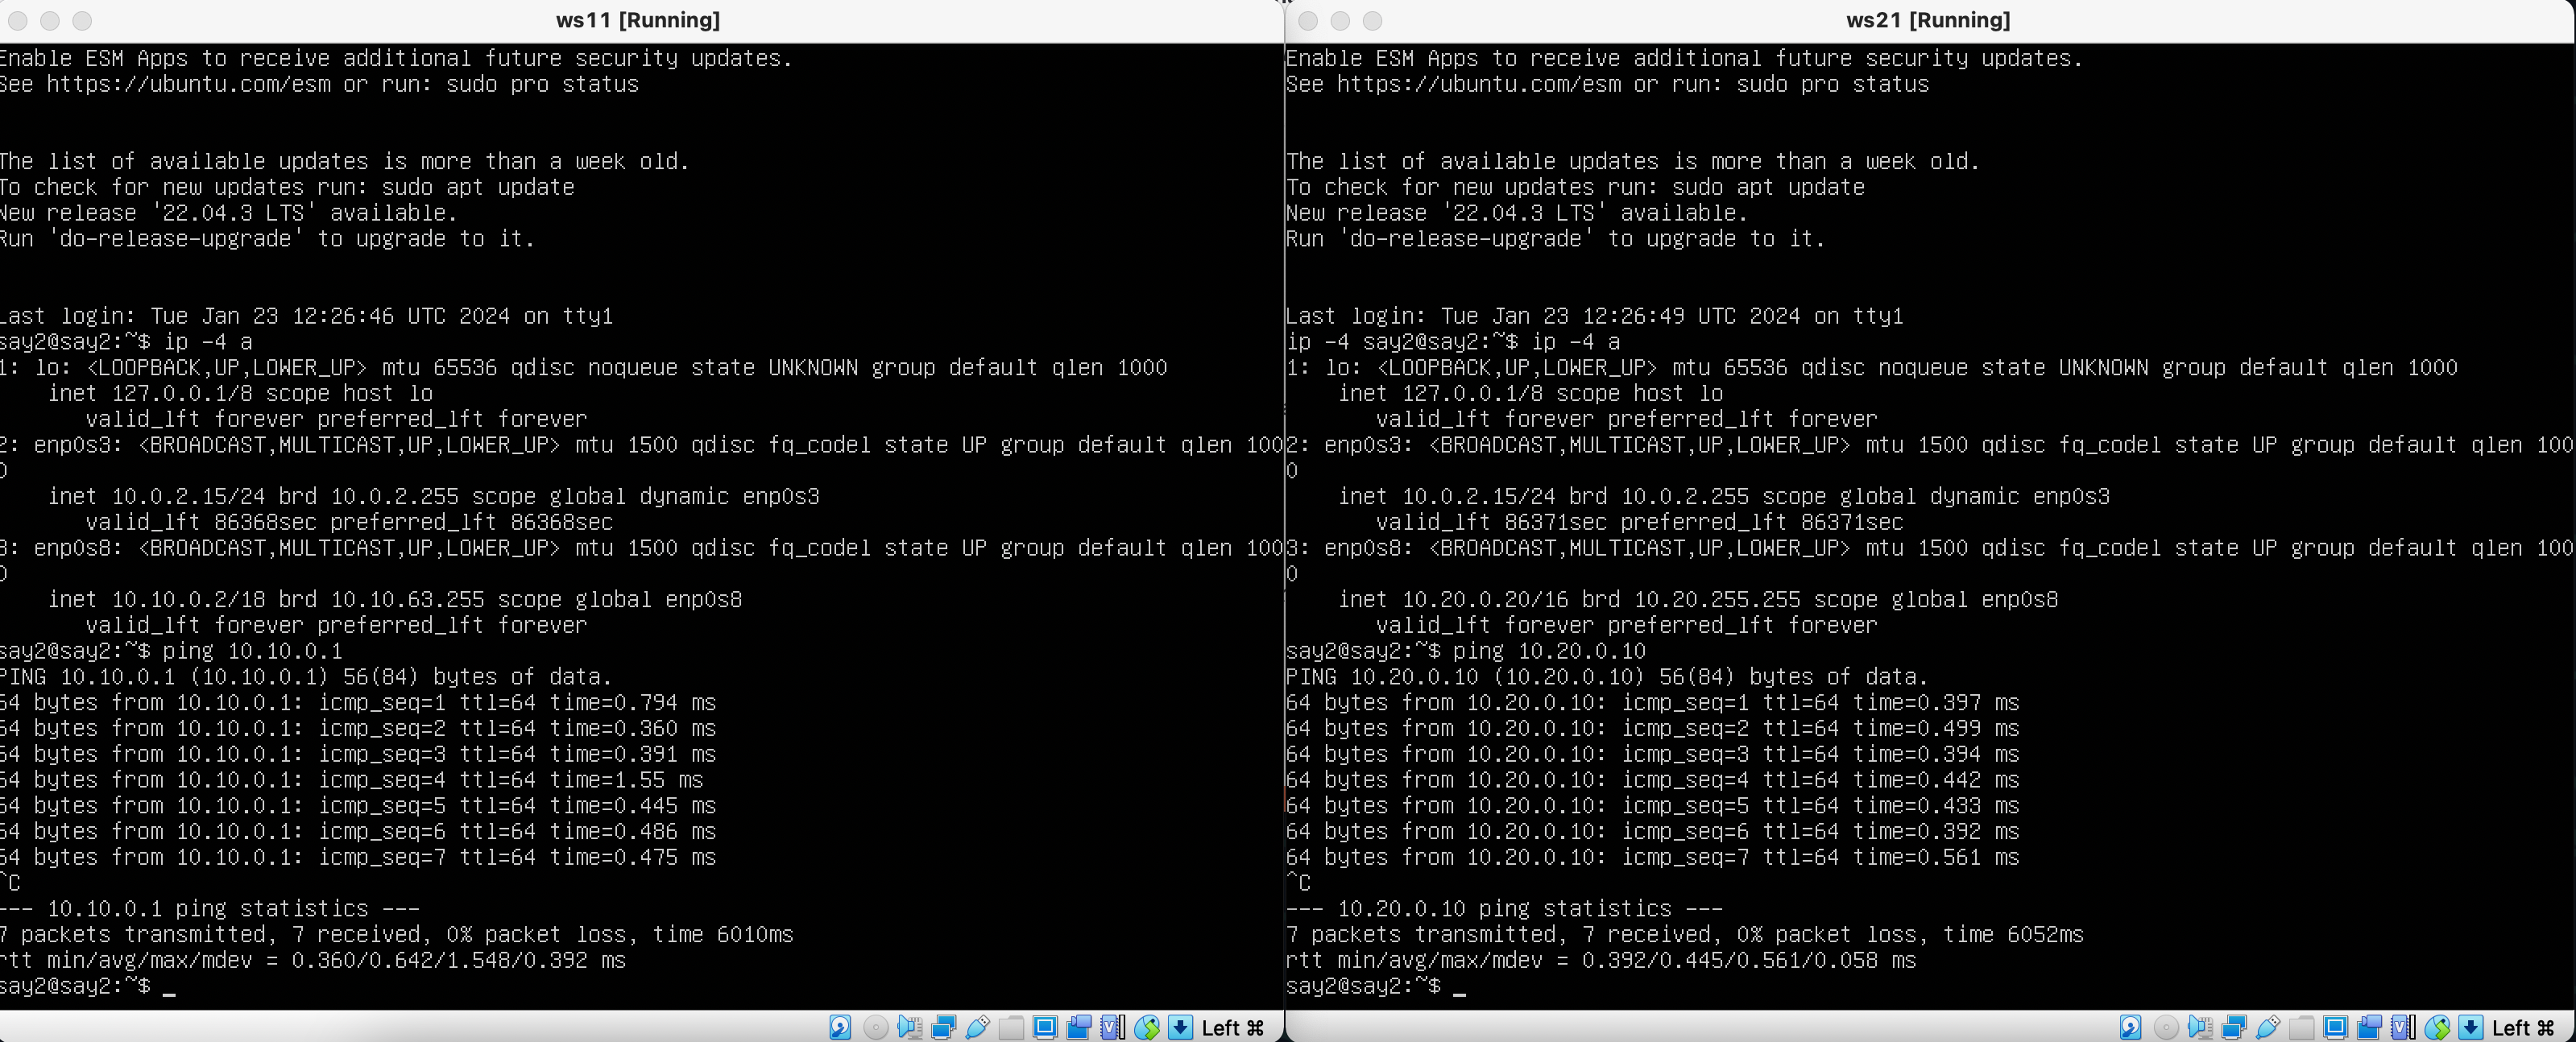 ws11 [Running]
Enable ESM Apps to receive additional future security updates.
See https://ubuntu.com/esm or run: sudo pro status
The list of available updates is more than a week old.
To check for new updates run: sudo apt update
New release '22.04.3 LTS' available.
Run 'do-release-upgrade' to upgrade to it.
Last login: Tue Jan 23 12:26:46 UTC 2024 on tty1
say2@say2:~$ ip -4 a
1: lo: <LOOPBACK,UP,LOWER_UP> mtu 65536 qdisc noqueue state UNKNOWN group default qlen 1000
inet 127.0.0.1/8 scope host lo
valid_lft forever preferred_lft forever
2: enp0s3: <BROADCAST,MULTICAST,UP,LOWER_UP> mtu 1500 qdisc fq_codel state UP group default qlen 100
0
inet 10.0.2.15/24 brd 10.0.2.255 scope global dynamic enp0s3
valid_lft 86368sec preferred_lft 86368sec
3: enp0s8: <BROADCAST,MULTICAST,UP,LOWER_UP> mtu 1500 qdisc fq_codel state UP group default qlen 100
0
inet 10.10.0.2/18 brd 10.10.63.255 scope global enp0s8
valid_lft forever preferred_lft forever
say2@say2:~$ ping 10.10.0.1
PING 10.10.0.1 (10.10.0.1) 56(84) bytes of data.
64 bytes from 10.10.0.1: icmp_seq=1 ttl=64 time=0.794 ms
64 bytes from 10.10.0.1: icmp_seq=2 ttl=64 time=0.360 ms
64 bytes from 10.10.0.1: icmp_seq=3 ttl=64 time=0.391 ms
64 bytes from 10.10.0.1: icmp_seq=4 ttl=64 time=1.55 ms
64 bytes from 10.10.0.1: icmp_seq=5 ttl=64 time=0.445 ms
64 bytes from 10.10.0.1: icmp_seq=6 ttl=64 time=0.486 ms
64 bytes from 10.10.0.1: icmp_seq=7 ttl=64 time=0.475 ms
^C
--- 10.10.0.1 ping statistics ---
7 packets transmitted, 7 received, 0% packet loss, time 6010ms
rtt min/avg/max/mdev = 0.360/0.642/1.548/0.392 ms
say2@say2:~$ _
Left ⌘
ws21 [Running]
Enable ESM Apps to receive additional future security updates.
See https://ubuntu.com/esm or run: sudo pro status
The list of available updates is more than a week old.
To check for new updates run: sudo apt update
New release '22.04.3 LTS' available.
Run 'do-release-upgrade' to upgrade to it.
Last login: Tue Jan 23 12:26:49 UTC 2024 on tty1
ip -4 say2@say2:~$ ip -4 a
1: lo: <LOOPBACK,UP,LOWER_UP> mtu 65536 qdisc noqueue state UNKNOWN group default qlen 1000
inet 127.0.0.1/8 scope host lo
valid_lft forever preferred_lft forever
2: enp0s3: <BROADCAST,MULTICAST,UP,LOWER_UP> mtu 1500 qdisc fq_codel state UP group default qlen 100
0
inet 10.0.2.15/24 brd 10.0.2.255 scope global dynamic enp0s3
valid_lft 86371sec preferred_lft 86371sec
3: enp0s8: <BROADCAST,MULTICAST,UP,LOWER_UP> mtu 1500 qdisc fq_codel state UP group default qlen 100
0
inet 10.20.0.20/16 brd 10.20.255.255 scope global enp0s8
valid_lft forever preferred_lft forever
say2@say2:~$ ping 10.20.0.10
PING 10.20.0.10 (10.20.0.10) 56(84) bytes of data.
64 bytes from 10.20.0.10: icmp_seq=1 ttl=64 time=0.397 ms
64 bytes from 10.20.0.10: icmp_seq=2 ttl=64 time=0.499 ms
64 bytes from 10.20.0.10: icmp_seq=3 ttl=64 time=0.394 ms
64 bytes from 10.20.0.10: icmp_seq=4 ttl=64 time=0.442 ms
64 bytes from 10.20.0.10: icmp_seq=5 ttl=64 time=0.433 ms
64 bytes from 10.20.0.10: icmp_seq=6 ttl=64 time=0.392 ms
64 bytes from 10.20.0.10: icmp_seq=7 ttl=64 time=0.561 ms
^C
--- 10.20.0.10 ping statistics ---
7 packets transmitted, 7 received, 0% packet loss, time 6052ms
rtt min/avg/max/mdev = 0.392/0.445/0.561/0.058 ms
say2@say2:~$ _
Left ⌘